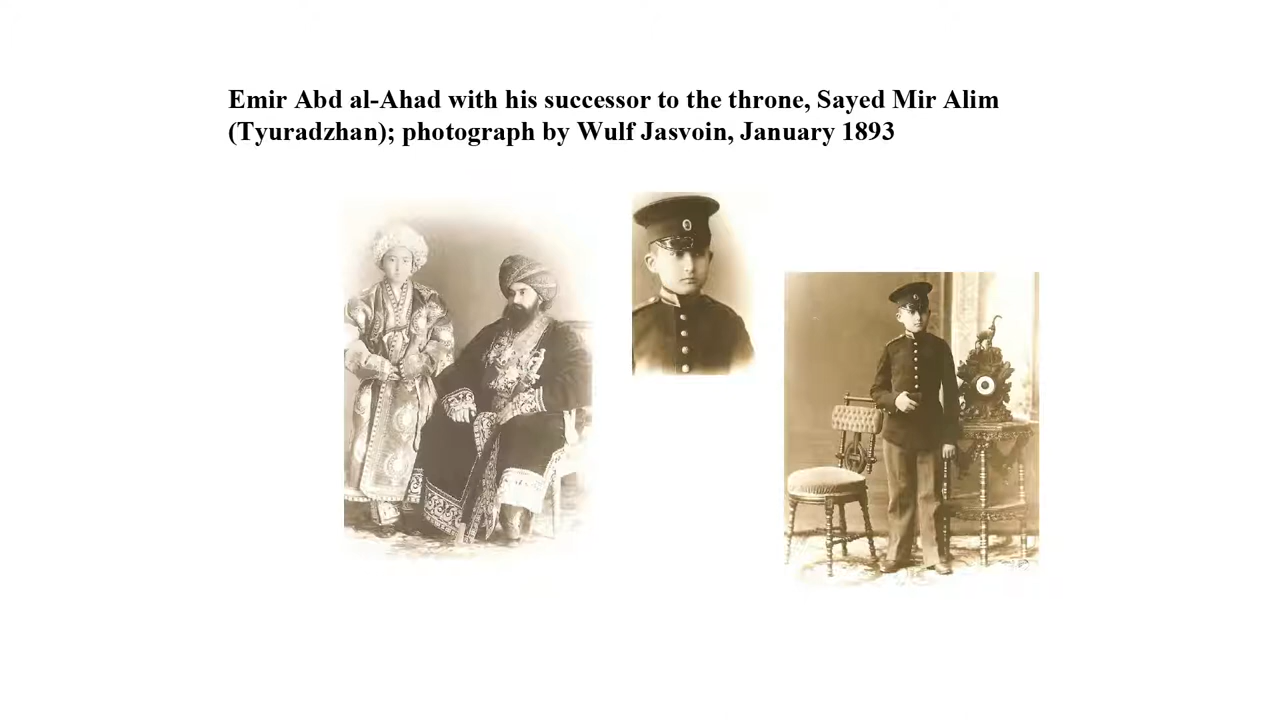 Emir Abd al-Ahad with his successor to the throne, Sayed Mir Alim
(Tyuradzhan); photograph by Wulf Jasvoin, January 1893